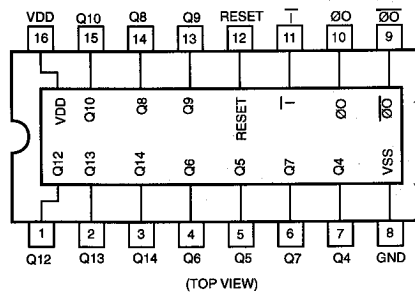 VDD Q10 Q8 Q9 RESET I̅ ØO Ø̅O̅
16 15 14 13 12 11 10 9
VDD Q10 Q8 Q9 RESET I̅ ØO Ø̅O̅
Q12 Q13 Q14 Q6 Q5 Q7 Q4 VSS
1 2 3 4 5 6 7 8
Q12 Q13 Q14 Q6 Q5 Q7 Q4 GND
(TOP VIEW)